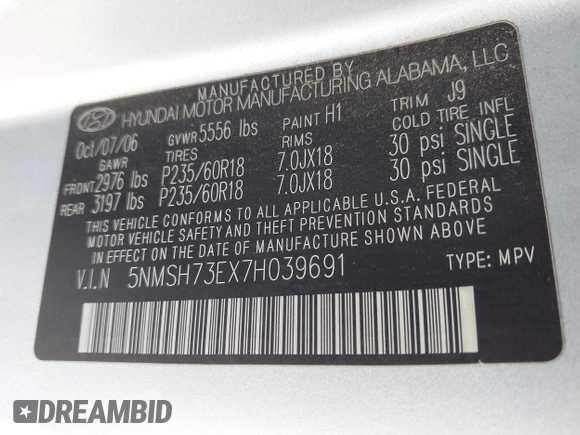 MANUFACTURED BY
HYUNDAI MOTOR MANUFACTURING ALABAMA, LLC
Oct/07/06 GVWR 5556 lbs PAINT H1 TRIM J9
GAWR TIRES RIMS COLD TIRE INFL
FRONT 2976 lbs P235/60R18 7.0JX18 30 psi SINGLE
REAR 3197 lbs P235/60R18 7.0JX18 30 psi SINGLE
THIS VEHICLE CONFORMS TO ALL APPLICABLE U.S.A. FEDERAL
MOTOR VEHICLE SAFETY AND THEFT PREVENTION STANDARDS
IN EFFECT ON THE DATE OF MANUFACTURE SHOWN ABOVE
V.I.N 5NMSH73EX7H039691 TYPE: MPV
DREAMBID